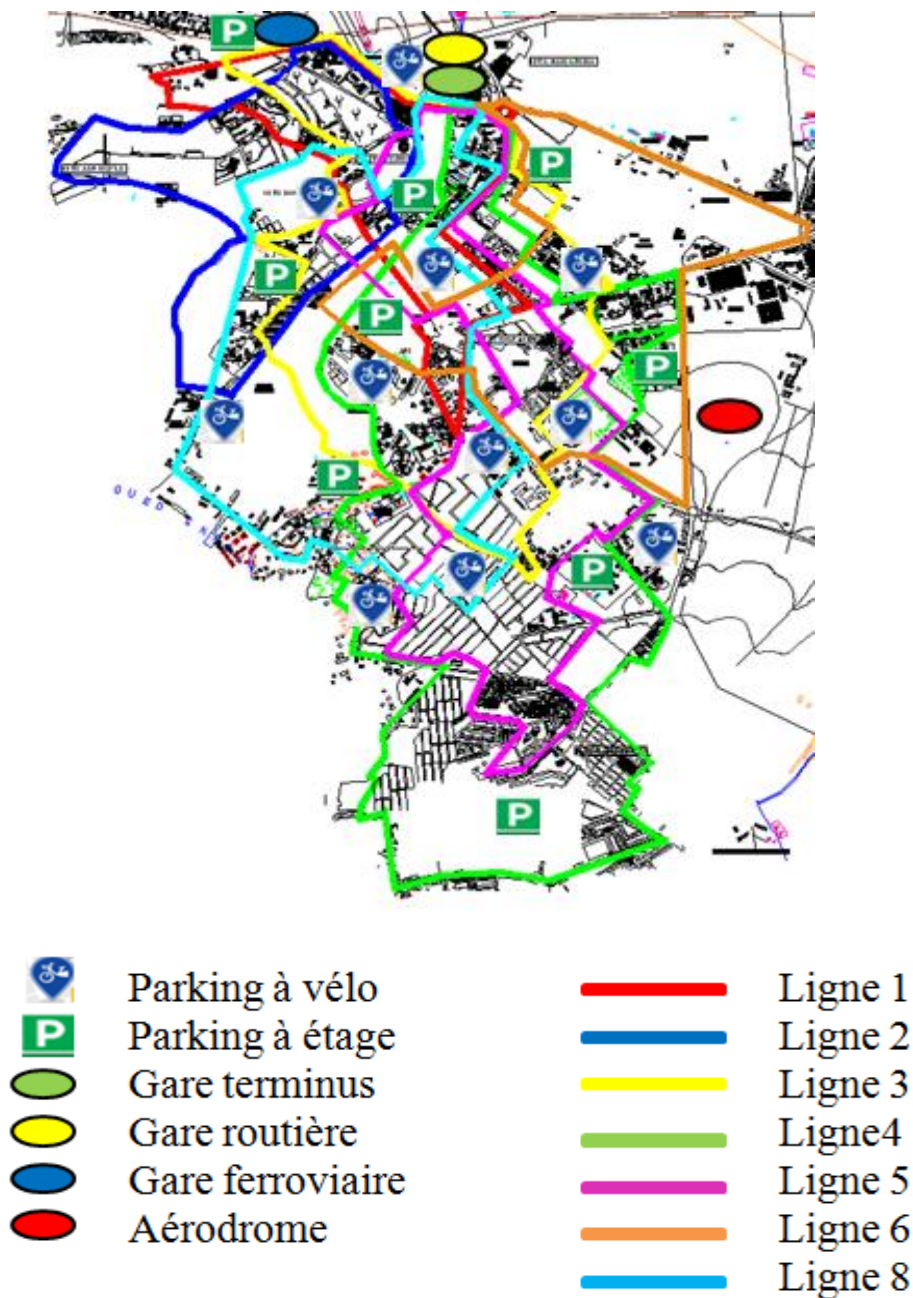 P
P
P
P
P
P
P
P
P
OUED
Parking à vélo
P Parking à étage
Gare terminus
Gare routière
Gare ferroviaire
Aérodrome
Ligne 1
Ligne 2
Ligne 3
Ligne4
Ligne 5
Ligne 6
Ligne 8